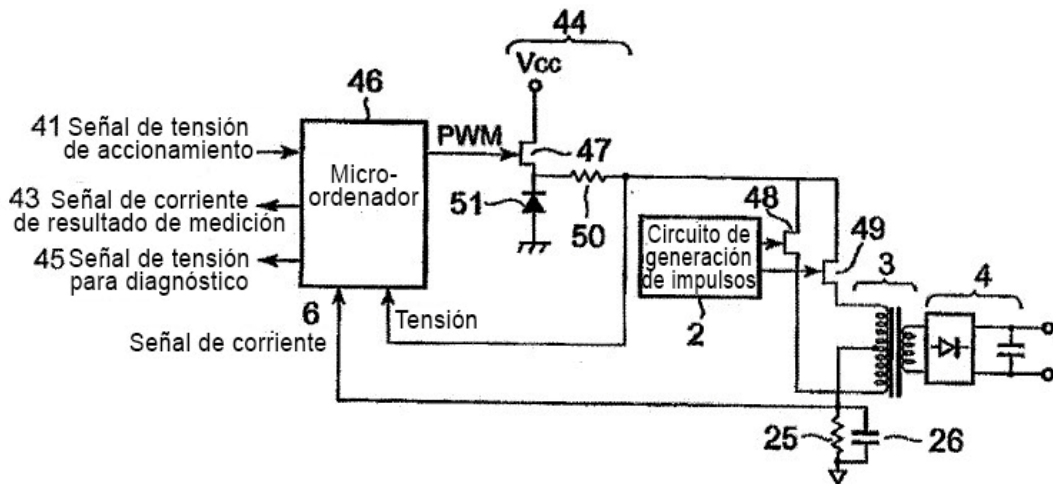 44
Vcc
46
41 Señal de tensión
de accionamiento
PWM
47
Micro-
ordenador
43 Señal de corriente
de resultado de medición
51
50
48
49
Circuito de
generación
de impulsos
45 Señal de tensión
para diagnóstico
3
4
2
6
Tensión
Señal de corriente
25
26